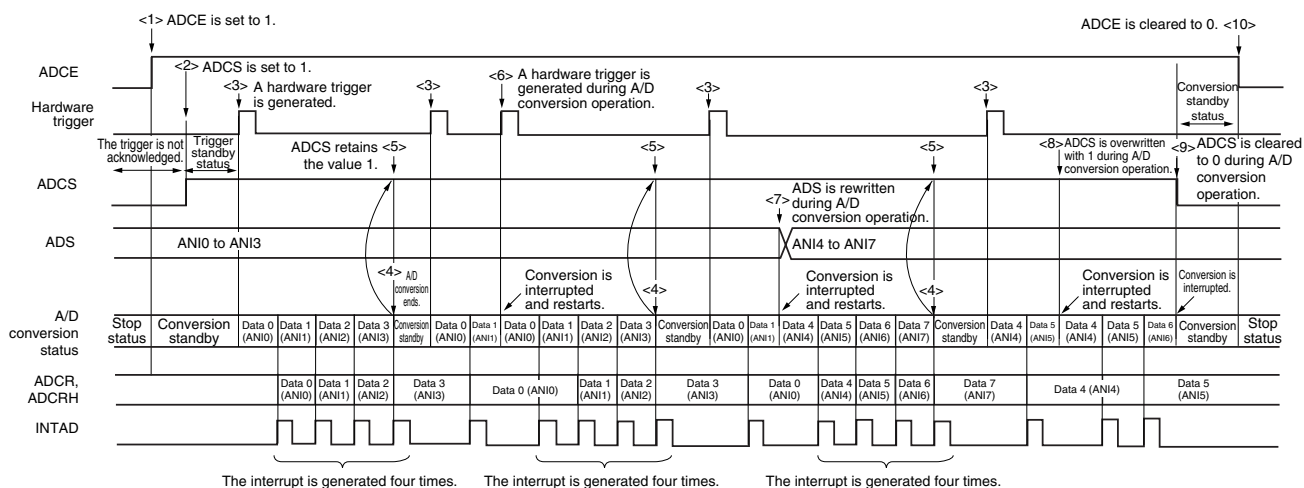 <1> ADCE is set to 1.
ADCE is cleared to 0. <10>
ADCE
<2> ADCS is set to 1.
<3> A hardware trigger
is generated.
<3>
<6> A hardware trigger is
generated during A/D
conversion operation.
<3>
<3>
Conversion
standby
status
Hardware
trigger
The trigger is not
acknowledged.
Trigger
standby
status
ADCS retains <5>
the value 1.
<5>
<5>
<8> ADCS is overwritten
with 1 during A/D
conversion operation.
<9> ADCS is cleared
to 0 during A/D
conversion
operation.
ADCS
<7> ADS is rewritten
during A/D
conversion operation.
ADS
ANI0 to ANI3
ANI4 to ANI7
<4> A/D
conversion
ends.
Conversion is
interrupted
and restarts.
<4>
Conversion is
interrupted
and restarts.
<4>
Conversion is
interrupted
and restarts.
Conversion is
interrupted.
A/D
conversion
status
Stop
status
Conversion
standby
Data 0
(ANI0)
Data 1
(ANI1)
Data 2
(ANI2)
Data 3
(ANI3)
Conversion
standby
Data 0
(ANI0)
Data 1
(ANI1)
Data 0
(ANI0)
Data 1
(ANI1)
Data 2
(ANI2)
Data 3
(ANI3)
Conversion
standby
Data 0
(ANI0)
Data 1
(ANI1)
Data 4
(ANI4)
Data 5
(ANI5)
Data 6
(ANI6)
Data 7
(ANI7)
Conversion
standby
Data 4
(ANI4)
Data 5
(ANI5)
Data 4
(ANI4)
Data 5
(ANI5)
Data 6
(ANI6)
Conversion
standby
Stop
status
ADCR,
ADCRH
Data 0
(ANI0)
Data 1
(ANI1)
Data 2
(ANI2)
Data 3
(ANI3)
Data 0 (ANI0)
Data 1
(ANI1)
Data 2
(ANI2)
Data 3
(ANI3)
Data 0
(ANI0)
Data 4
(ANI4)
Data 5
(ANI5)
Data 6
(ANI6)
Data 7
(ANI7)
Data 4 (ANI4)
Data 5
(ANI5)
INTAD
The interrupt is generated four times.
The interrupt is generated four times.
The interrupt is generated four times.